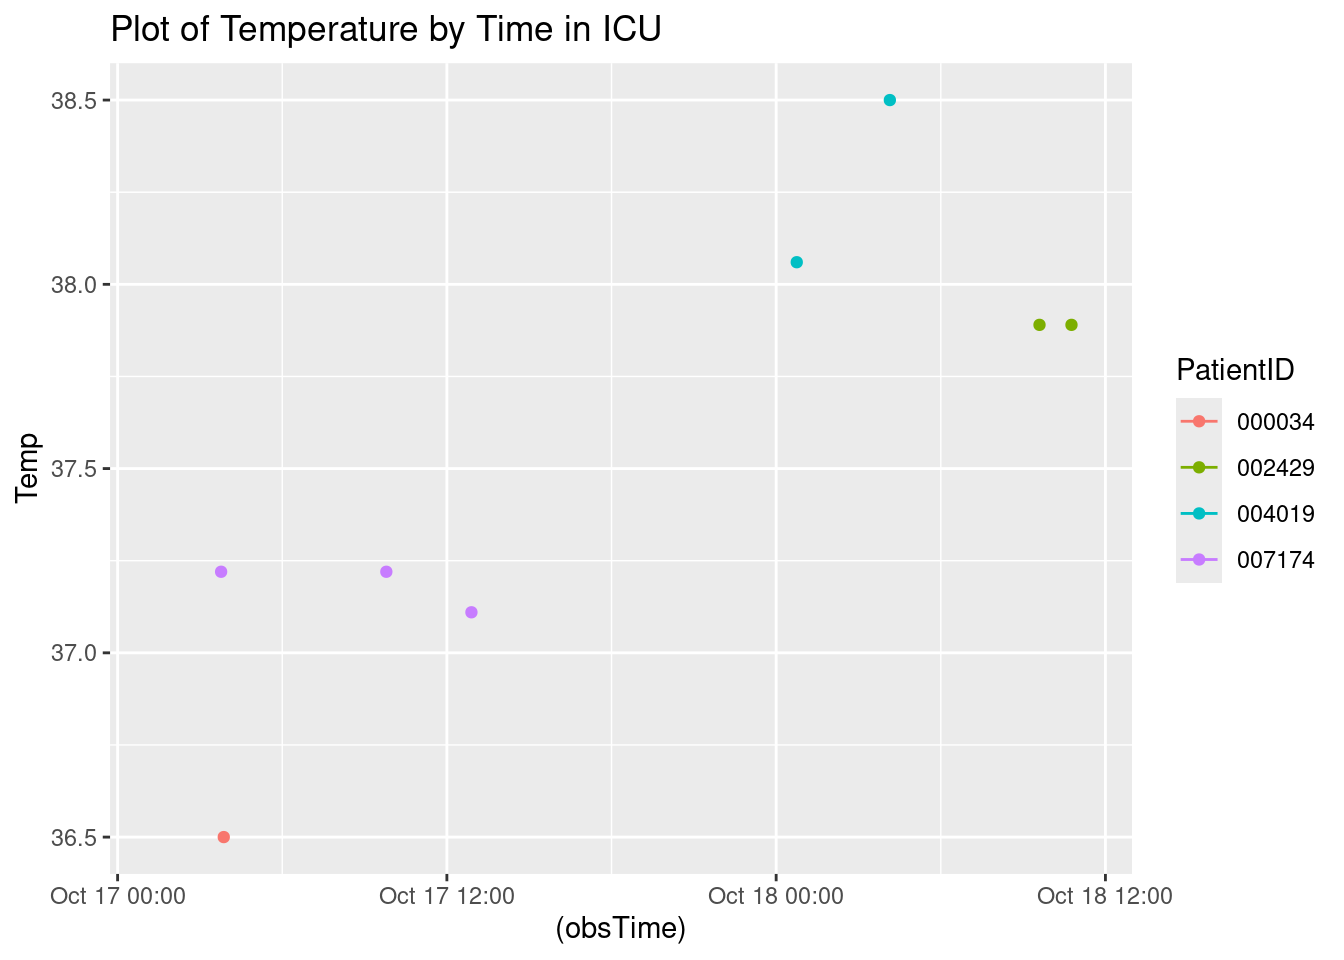 Plot of Temperature by Time in ICU
38.5
38.0
37.5
37.0
36.5
Temp
Oct 17 00:00
Oct 17 12:00
Oct 18 00:00
Oct 18 12:00
(obsTime)
PatientID
000034
002429
004019
007174